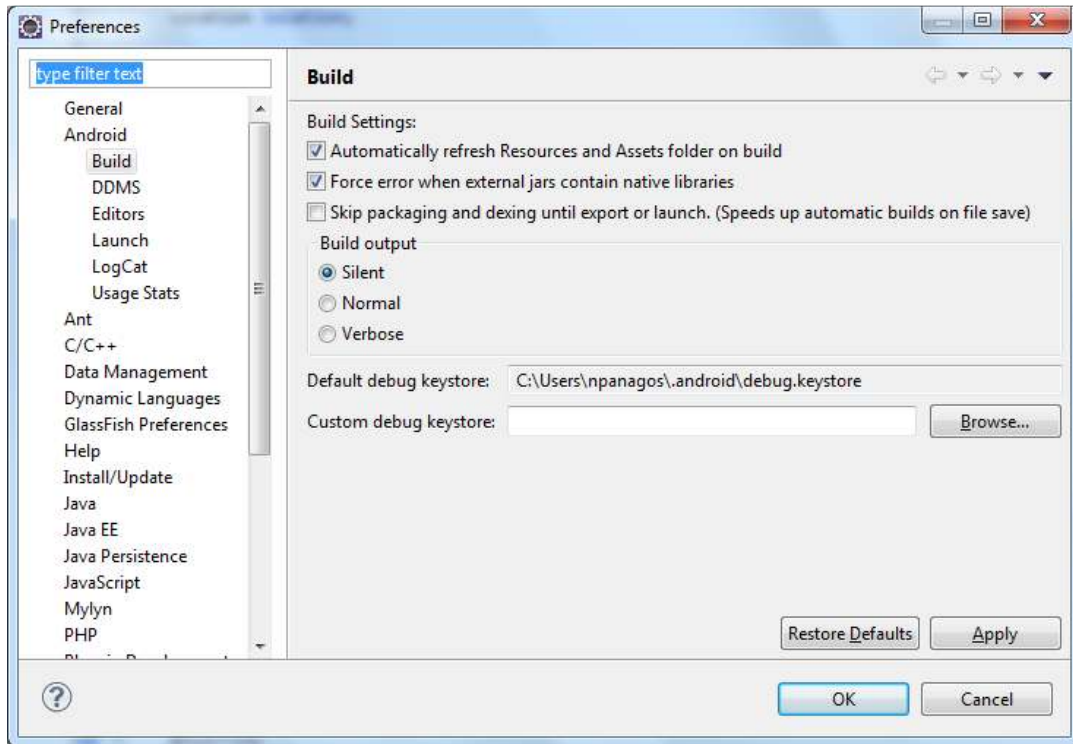 Preferences
type filter text
General
Android
Build
DDMS
Editors
Launch
LogCat
Usage Stats
Ant
C/C++
Data Management
Dynamic Languages
GlassFish Preferences
Help
Install/Update
Java
Java EE
Java Persistence
JavaScript
Mylyn
PHP
Build
Build Settings:
Automatically refresh Resources and Assets folder on build
Force error when external jars contain native libraries
Skip packaging and dexing until export or launch. (Speeds up automatic builds on file save)
Build output
Silent
Normal
Verbose
Default debug keystore: C:\Users\npanagos\.android\debug.keystore
Custom debug keystore: Browse...
Restore Defaults Apply
OK Cancel